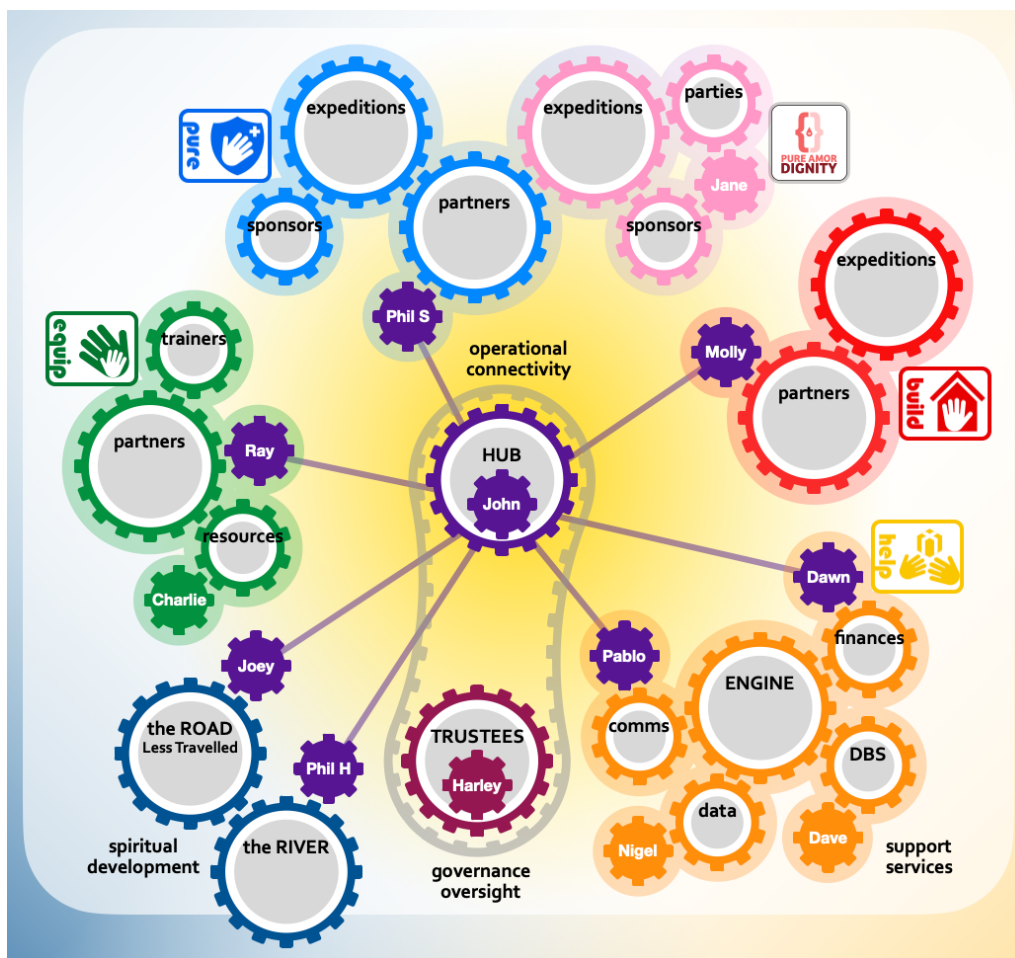 expeditions
expeditions
parties
pure
PURE AMOR
DIGNITY
Jane
partners
sponsors
sponsors
expeditions
Phil S
equip
trainers
operational
connectivity
Molly
partners
build
partners
Ray
HUB
John
resources
help
Dawn
Charlie
finances
Joey
Pablo
ENGINE
the ROAD
Less Travelled
comms
TRUSTEES
DBS
Phil H
Harley
data
Nigel
Dave
spiritual
development
the RIVER
governance
oversight
support
services